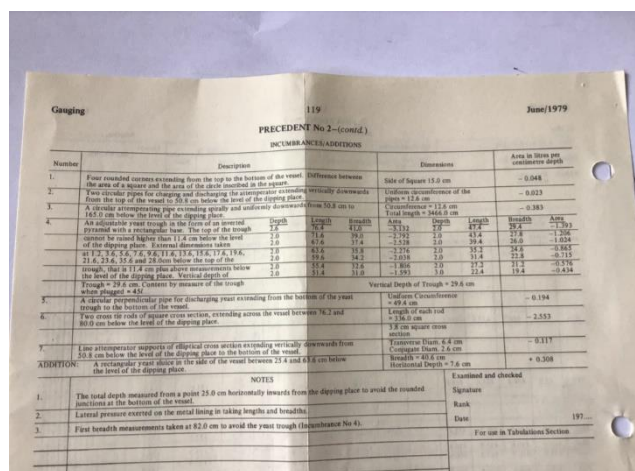 Gauging 119 June/1979
PRECEDENT No 2—(contd.)
INCUMBRANCES/ADDITIONS
Number Description Dimensions Area in litres per
centimetre depth
1. Four rounded corners extending from the top to the bottom of the vessel. Difference between
the area of a square and the area of the circle inscribed in the square. Side of Square 15.0 cm - 0.048
2. Two circular pipes for charging and discharging the attemperator extending vertically downwards
from the top of the vessel to 50.8 cm below the level of the dipping place. Uniform circumference of the
pipes = 12.6 cm - 0.023
3. A circular attemperating pipe extending spirally and uniformly downwards from 50.8 cm to
165.0 cm below the level of the dipping place. Circumference = 12.6 cm
Total length = 3466.0 cm - 0.383
4. An adjustable yeast trough in the form of an inverted
pyramid with a rectangular base. The top of the trough
cannot be raised higher than 11.4 cm below the level
of the dipping place. External dimensions taken
at 1.2, 3.6, 5.6, 7.6, 9.6, 11.6, 13.6, 15.6, 17.6, 19.6,
21.6, 23.6, 35.6 and 28.0cm below the top of the
trough, that is 11.4 cm plus above measurements below
the level of the dipping place. Vertical depth of
Trough = 29.6 cm. Content by measure of the trough
when plugged = 45l
Depth Length Breadth Area Depth Length Breadth Area
76.4 41.0 -3.132 2.0 47.4 29.4 -1.393
2.0 71.6 39.0 -2.792 2.0 43.4 27.8 -1.206
2.0 67.6 37.4 -2.528 2.0 39.4 26.0 -1.024
2.0 -2.276 2.0 35.2 24.6 -0.865
2.0 59.6 34.2 -2.038 2.0 31.4 22.8 -0.715
2.0 55.4 32.6 -1.806 2.0 27.2 21.2 -0.576
2.0 51.4 31.0 -1.593 3.0 22.4 19.4 -0.434
Vertical Depth of Trough = 29.6 cm
5. A circular perpendicular pipe for discharging yeast extending from the bottom of the yeast
trough to the bottom of the vessel. Uniform Circumference
= 49.4 cm - 0.194
6. Two cross tie rods of square cross section, extending across the vessel between 76.2 and
80.0 cm below the level of the dipping place. Length of each rod
= 336.0 cm
3.8 cm square cross
section - 2.553
7. Line attemperator supports of elliptical cross section extending vertically downwards from
50.8 cm below the level of the dipping place to the bottom of the vessel. Transverse Diam. 6.4 cm
Conjugate Diam. 2.6 cm - 0.117
ADDITION: A rectangular yeast shoice in the side of the vessel between 25.4 and 63.6 cm below
the level of the dipping place. Breadth = 40.6 cm
Horizontal Depth = 7.6 cm + 0.308
NOTES Examined and checked
1. The total depth measured from a point 25.0 cm horizontally inwards from the dipping place to avoid the rounded
junctions at the bottom of the vessel. Signature
2. Lateral pressure exerted on the metal lining in taking lengths and breadths. Rank
3. First breadth measurements taken at 82.0 cm to avoid the yeast trough (Incumbrance No 4). Date 197....
For use in Tabulations Section